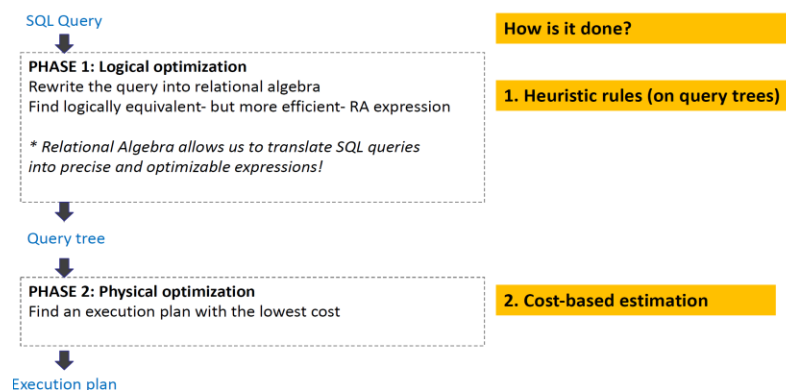 SQL Query
How is it done?
PHASE 1: Logical optimization
Rewrite the query into relational algebra
Find logically equivalent- but more efficient- RA expression
1. Heuristic rules (on query trees)
* Relational Algebra allows us to translate SQL queries
into precise and optimizable expressions!
Query tree
PHASE 2: Physical optimization
Find an execution plan with the lowest cost
2. Cost-based estimation
Execution plan